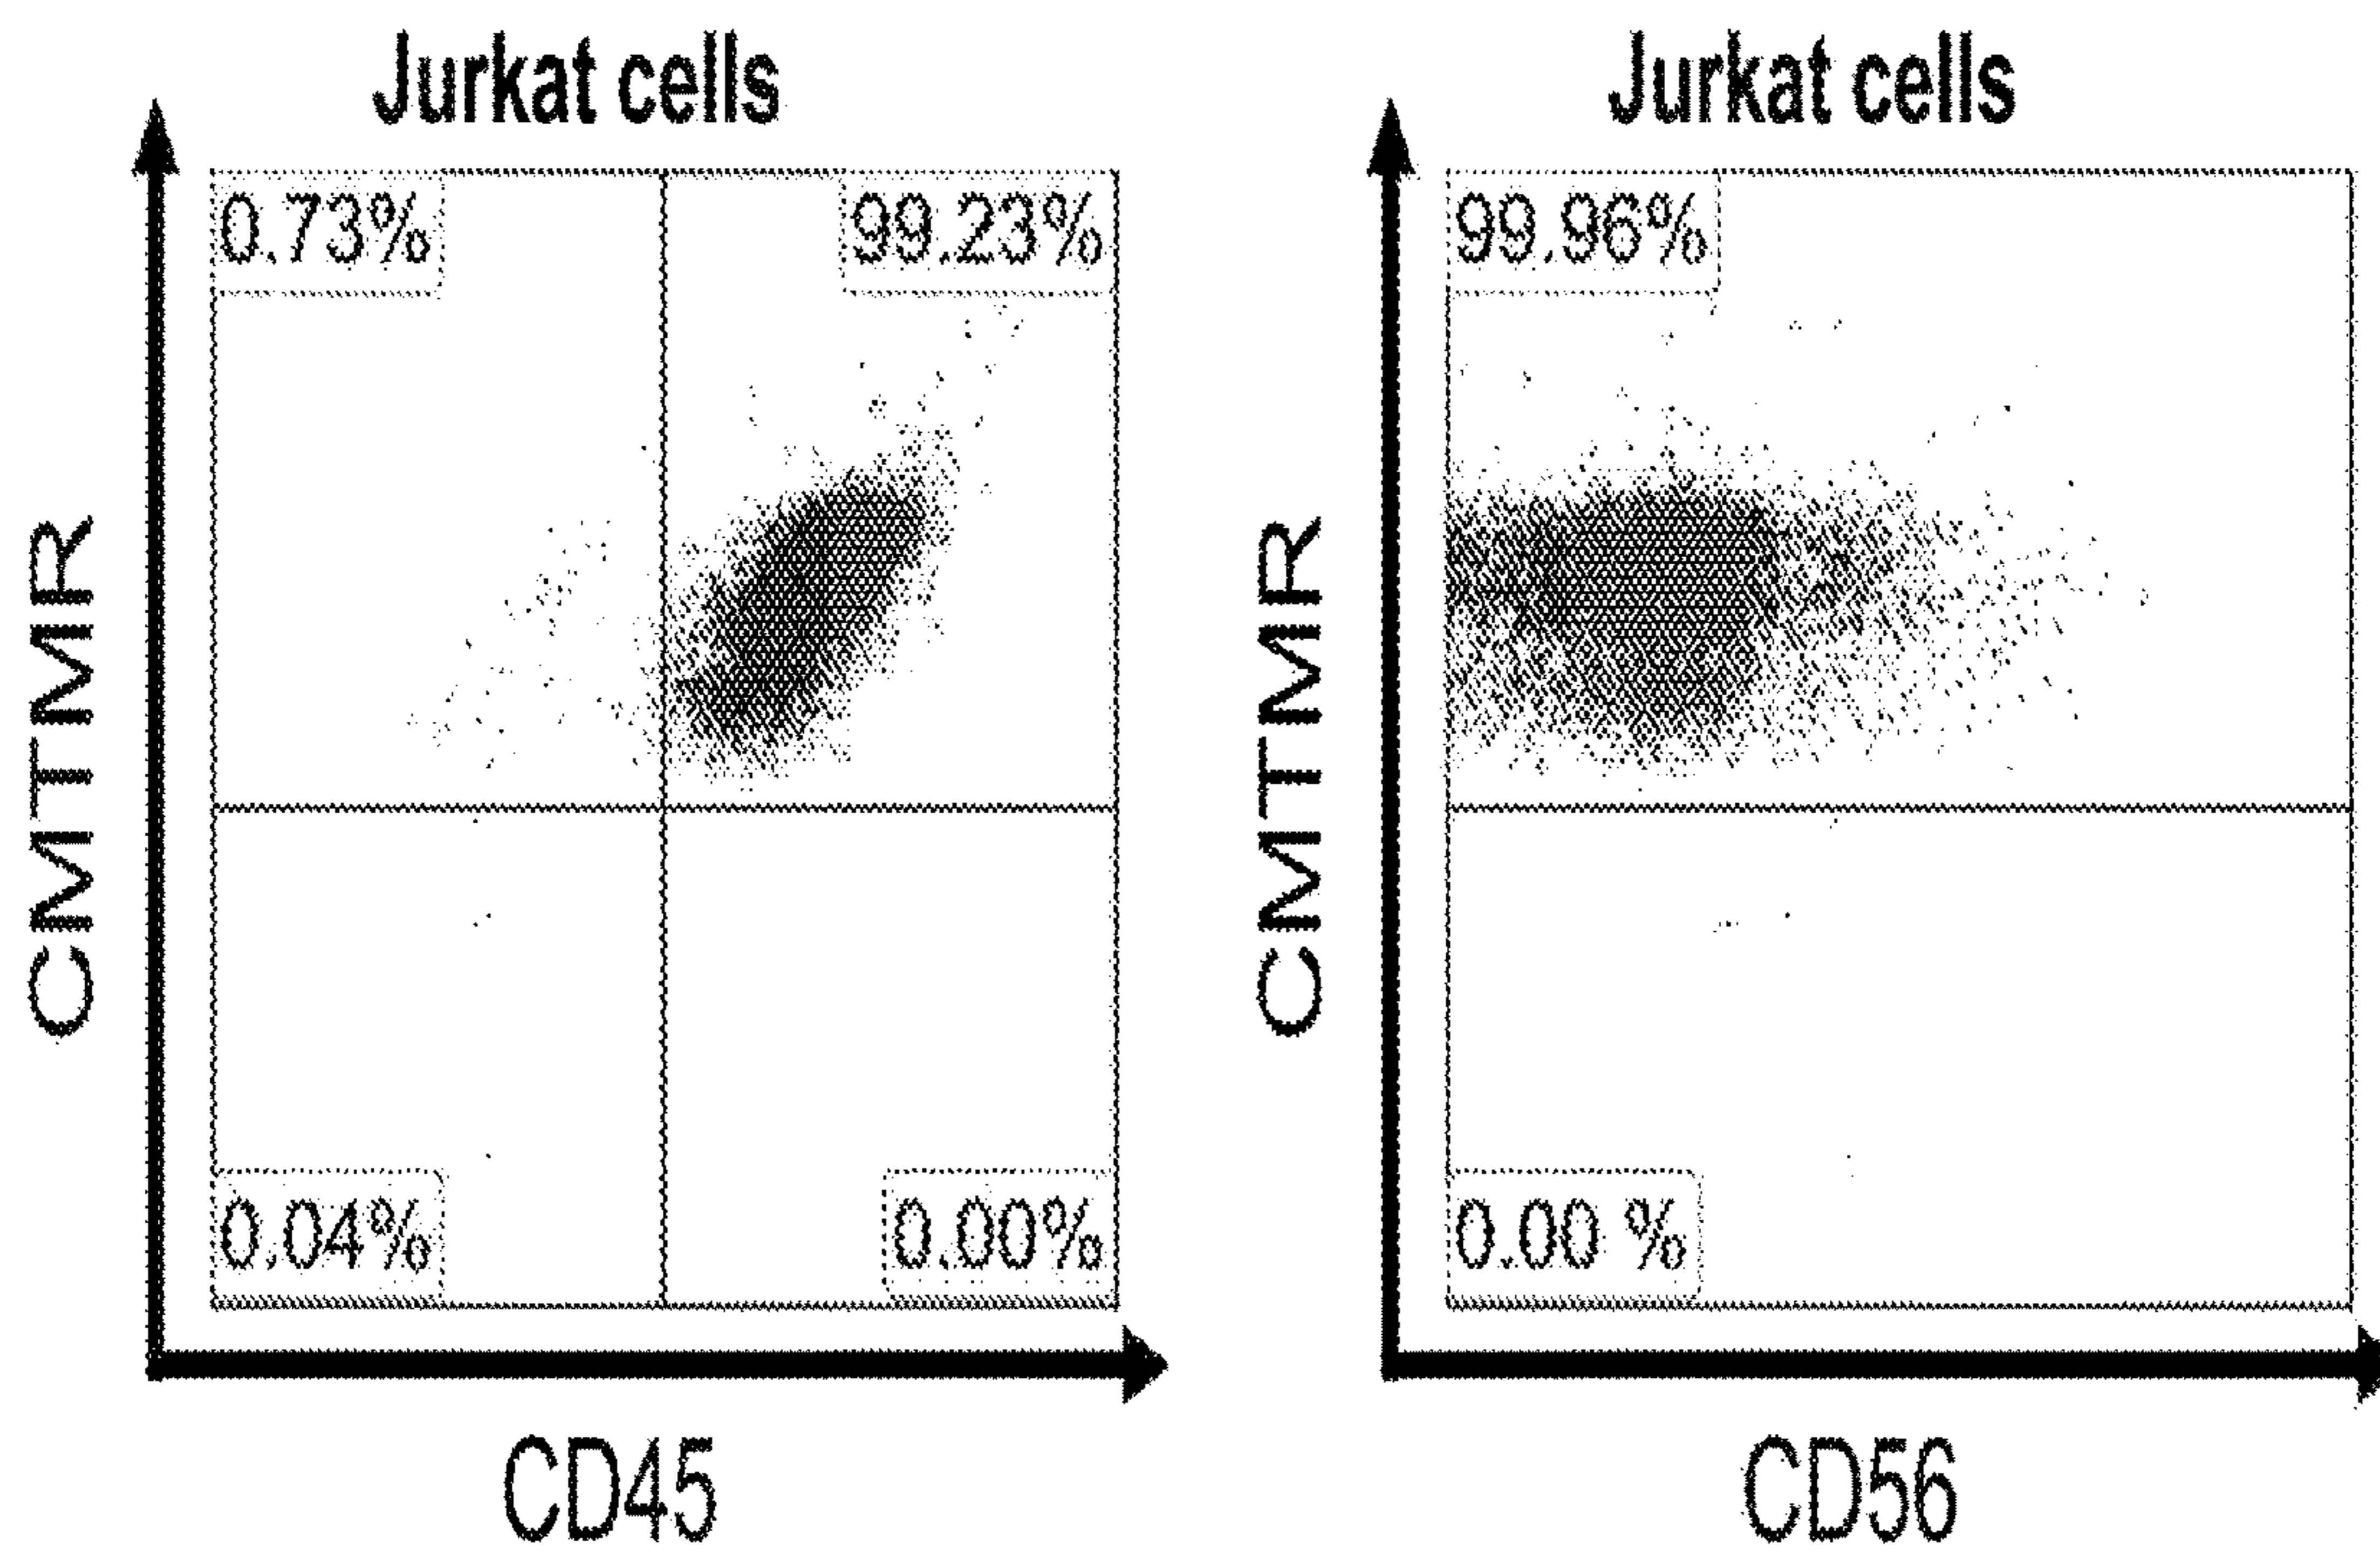 Jurkat cells
0.73%
99.23%
CMTMR
0.04%
0.00%
CD45
Jurkat cells
99.96%
CMTMR
0.00 %
CD56